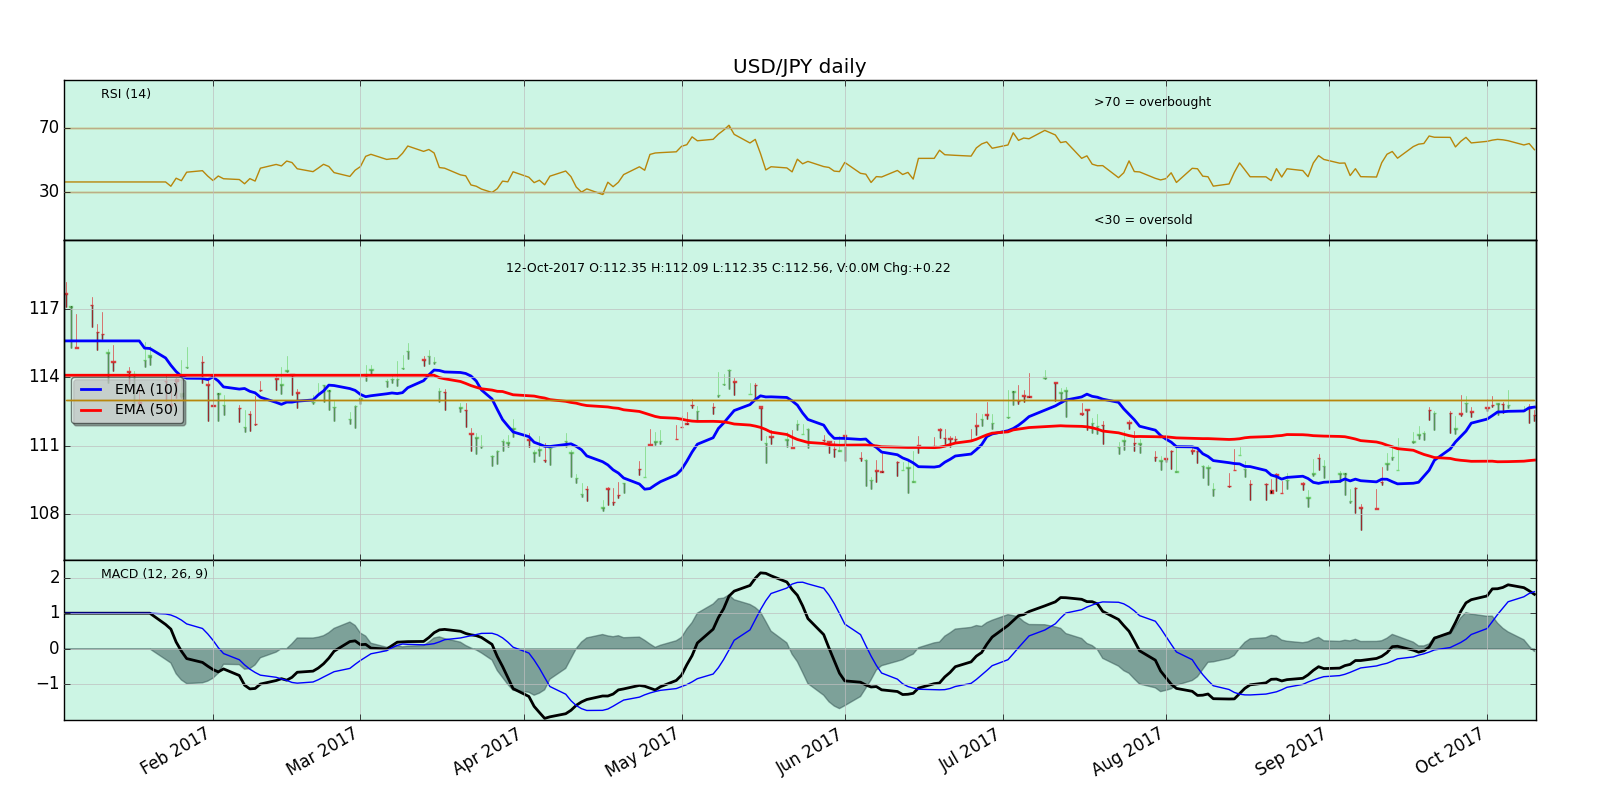 USD/JPY daily
RSI (14)
>70 = overbought
70
30
<30 = oversold
12-Oct-2017 O:112.35 H:112.09 L:112.35 C:112.56, V:0.0M Chg:+0.22
117
114
EMA (10)
EMA (50)
111
108
MACD (12, 26, 9)
2
1
0
−1
Feb 2017
Mar 2017
Apr 2017
May 2017
Jun 2017
Jul 2017
Aug 2017
Sep 2017
Oct 2017